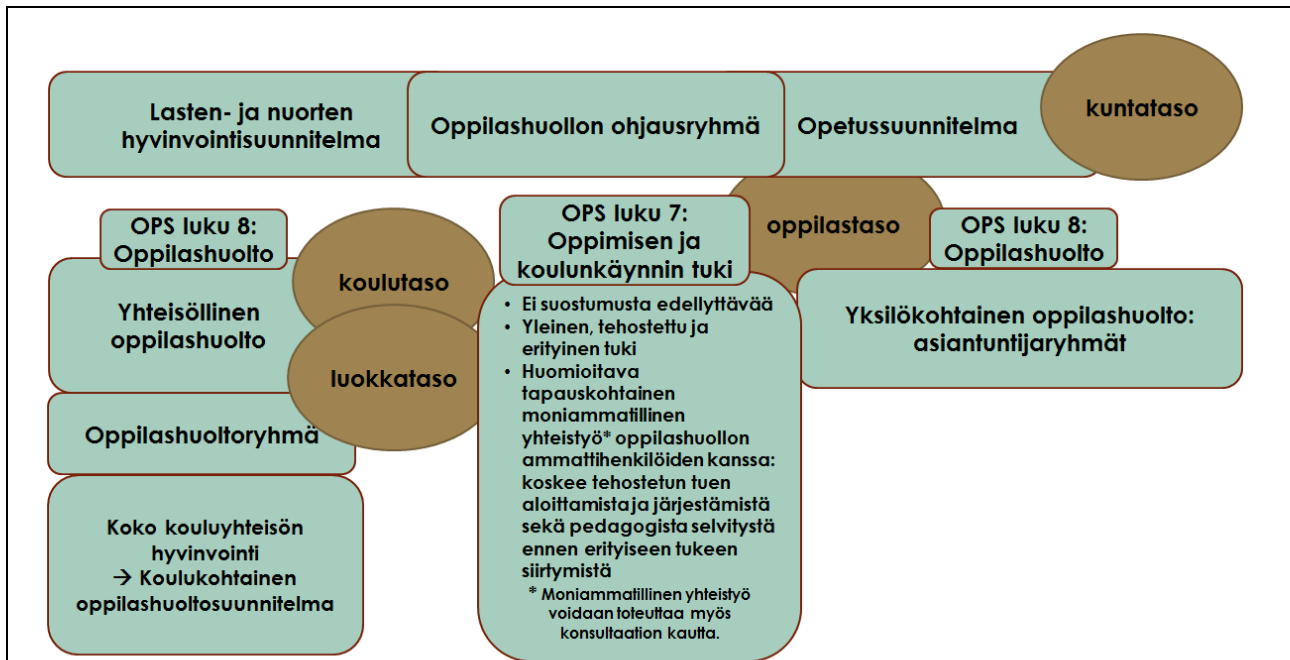 Lasten- ja nuorten
hyvinvointisuunnitelma
Oppilashuollon ohjausryhmä
Opetussuunnitelma
kuntataso
OPS luku 8:
Oppilashuolto
Yhteisöllinen
oppilashuolto
koulutaso
luokkataso
Oppilashuoltoryhmä
Koko kouluyhteisön
hyvinvointi
→ Koulukohtainen
oppilashuoltosuunnitelma
OPS luku 7:
Oppimisen ja
koulunkäynnin tuki
• Ei suostumusta edellyttävää
• Yleinen, tehostettu ja
erityinen tuki
• Huomioitava
tapauskohtainen
moniammatillinen
yhteistyö* oppilashuollon
ammattihenkilöiden kanssa:
koskee tehostetun tuen
aloittamista ja järjestämistä
sekä pedagogista selvitystä
ennen erityiseen tukeen
siirtymistä
* Moniammatillinen yhteistyö
voidaan toteuttaa myös
konsultaation kautta.
oppilastaso
OPS luku 8:
Oppilashuolto
Yksilökohtainen oppilashuolto:
asiantuntijaryhmät